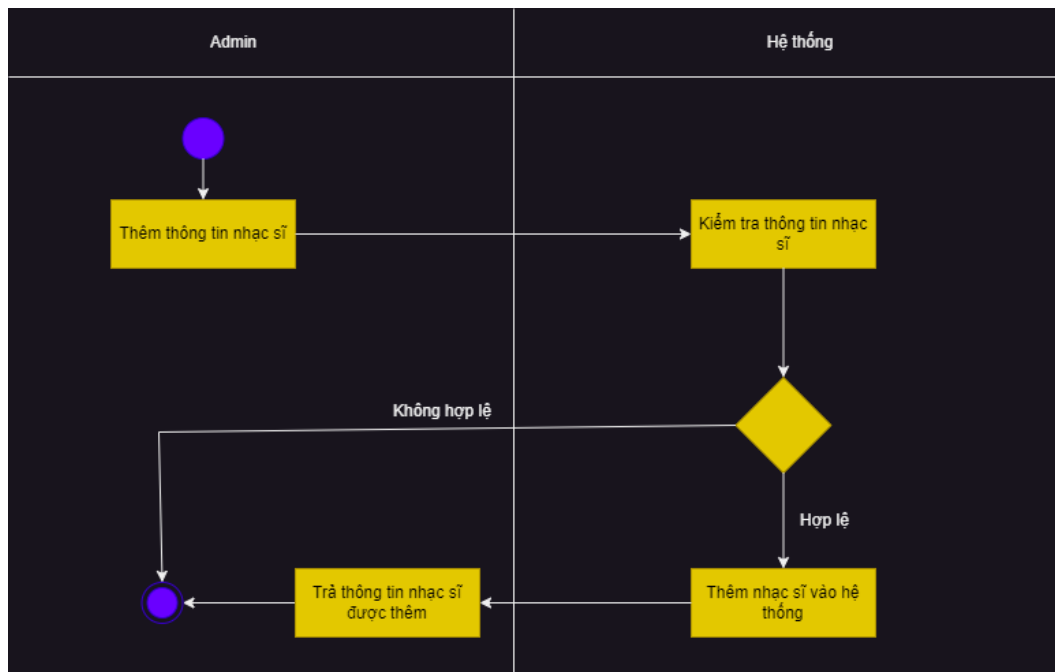 Admin
Hệ thống
Thêm thông tin nhạc sĩ
Kiểm tra thông tin nhạc
sĩ
Không hợp lệ
Hợp lệ
Trả thông tin nhạc sĩ
được thêm
Thêm nhạc sĩ vào hệ
thống